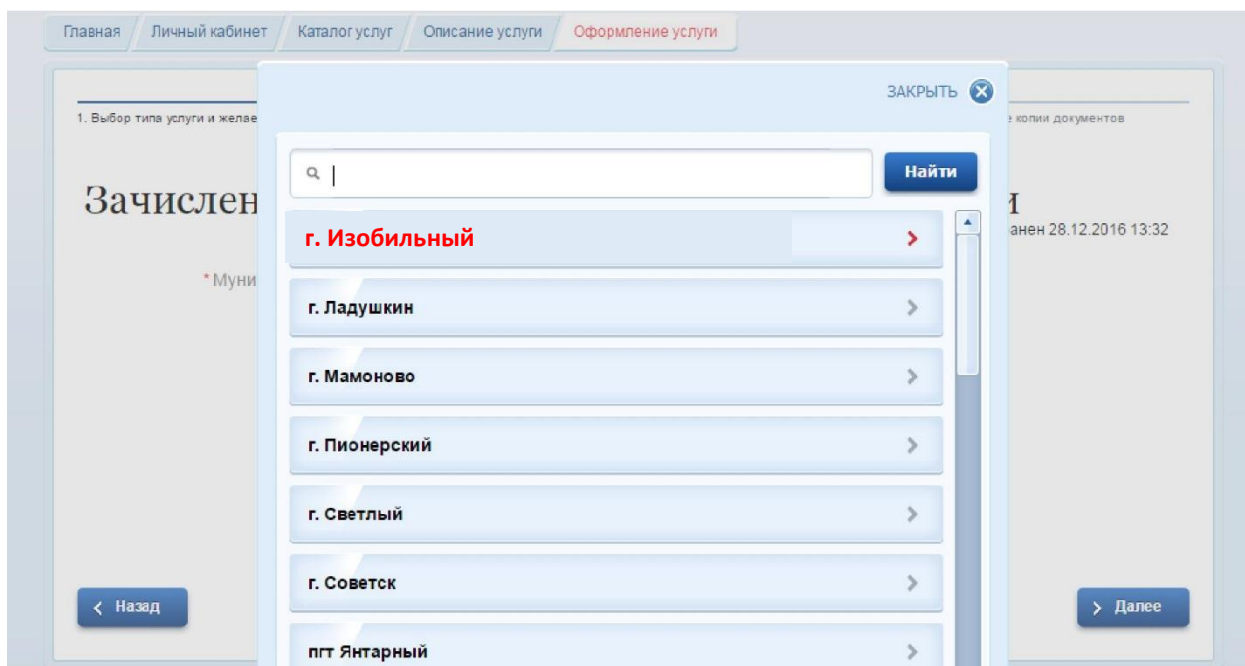 Главная Личный кабинет Каталог услуг Описание услуги Оформление услуги
ЗАКРЫТЬ
1. Выбор типа услуги и желае
копии документов
Найти
Зачислен
и
анен 28.12.2016 13:32
г. Изобильный
*Муни
г. Ладушкин
г. Мамоново
г. Пионерский
г. Светлый
г. Советск
Назад
Далее
пгт Янтарный